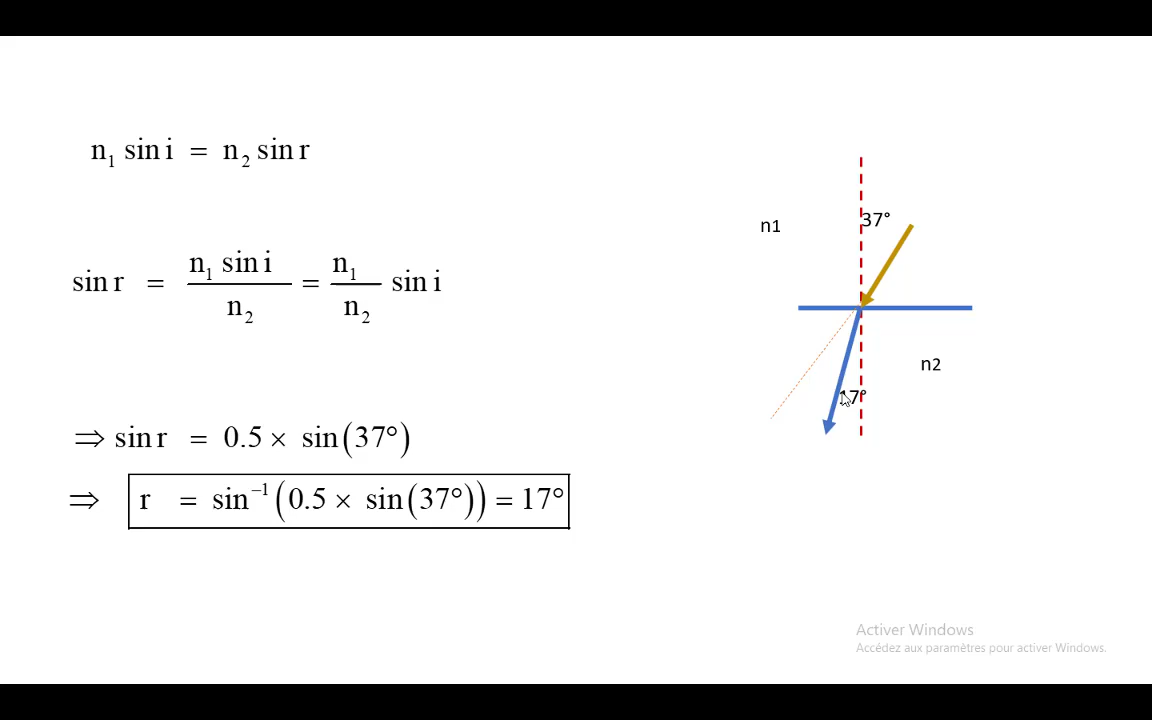 n₁ sin i = n₂ sin r
sin r = n₁ sin i / n₂ = n₁ / n₂ sin i
⇒ sin r = 0.5 × sin(37°)
⇒ r = sin⁻¹(0.5 × sin(37°)) = 17°
37°
n1
n2
7°
Activer Windows
Accédez aux paramètres pour activer Windows.